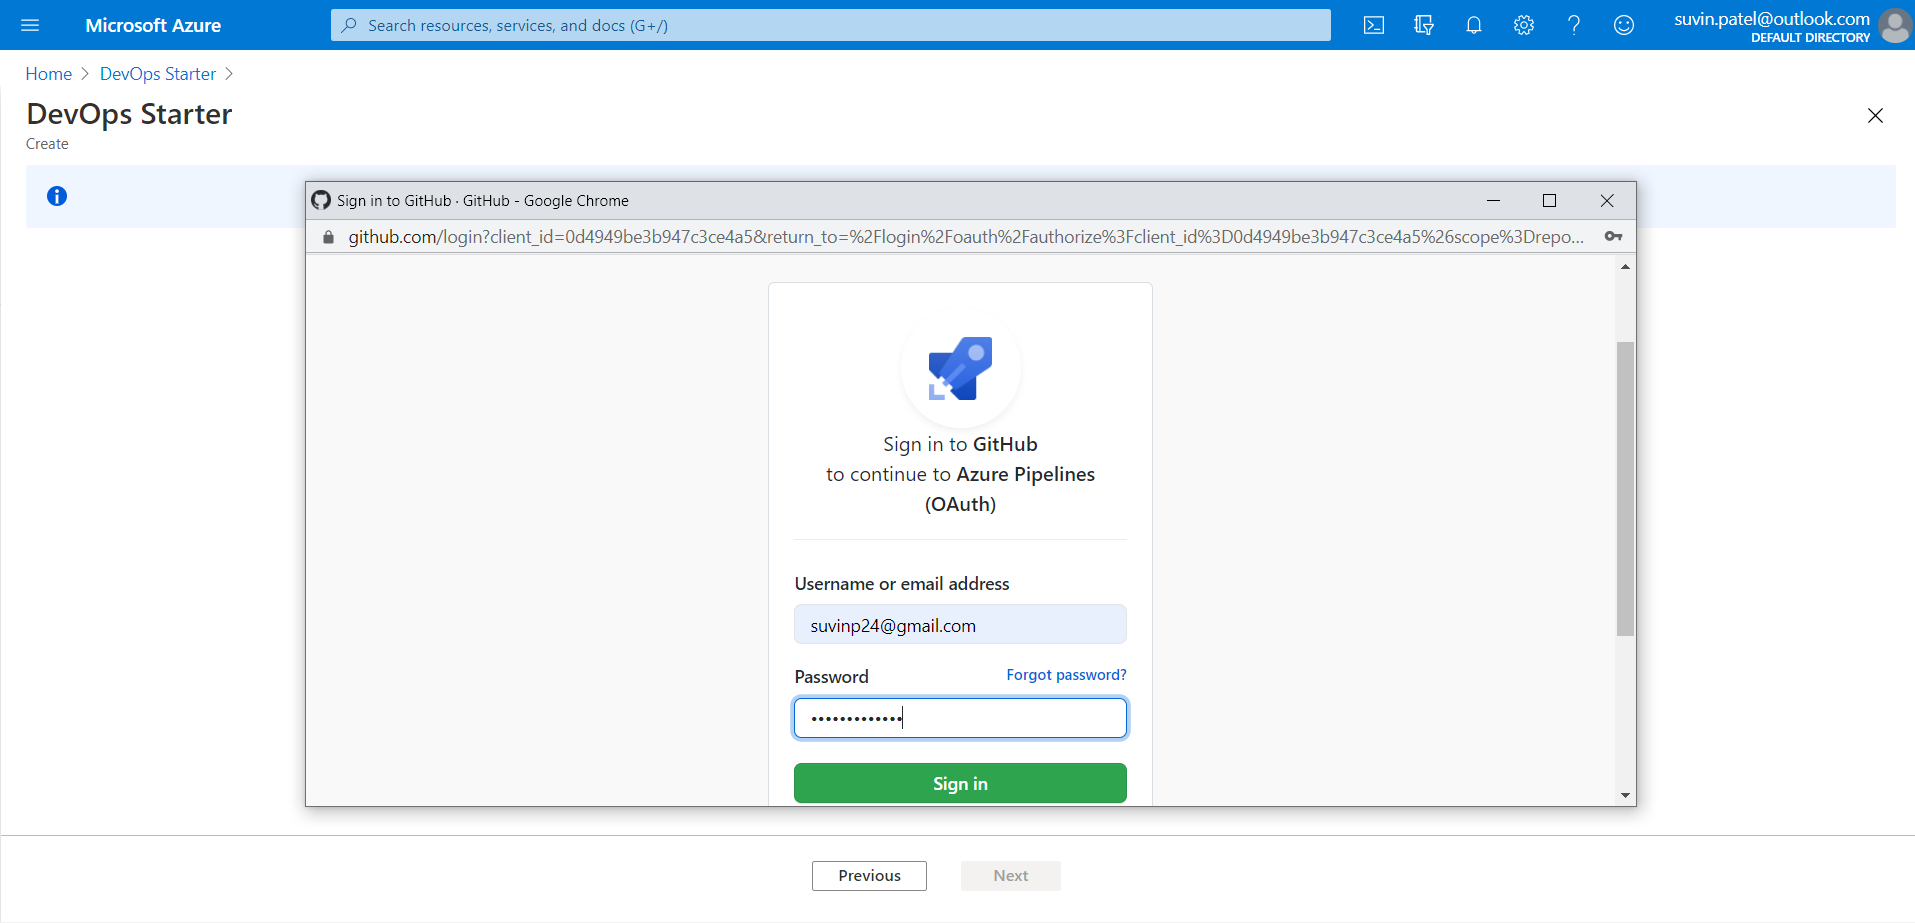 Microsoft Azure
Search resources, services, and docs (G+/)
suvin.patel@outlook.com
DEFAULT DIRECTORY
Home > DevOps Starter >
DevOps Starter
Create
Sign in to GitHub · GitHub - Google Chrome
github.com/login?client_id=0d4949be3b947c3ce4a5&return_to=%2Flogin%2Foauth%2Fauthorize%3Fclient_id%3D0d4949be3b947c3ce4a5%26scope%3Drepo...
Sign in to GitHub
to continue to Azure Pipelines
(OAuth)
Username or email address
suvinp24@gmail.com
Password Forgot password?
•••••••••••••
Sign in
Previous Next